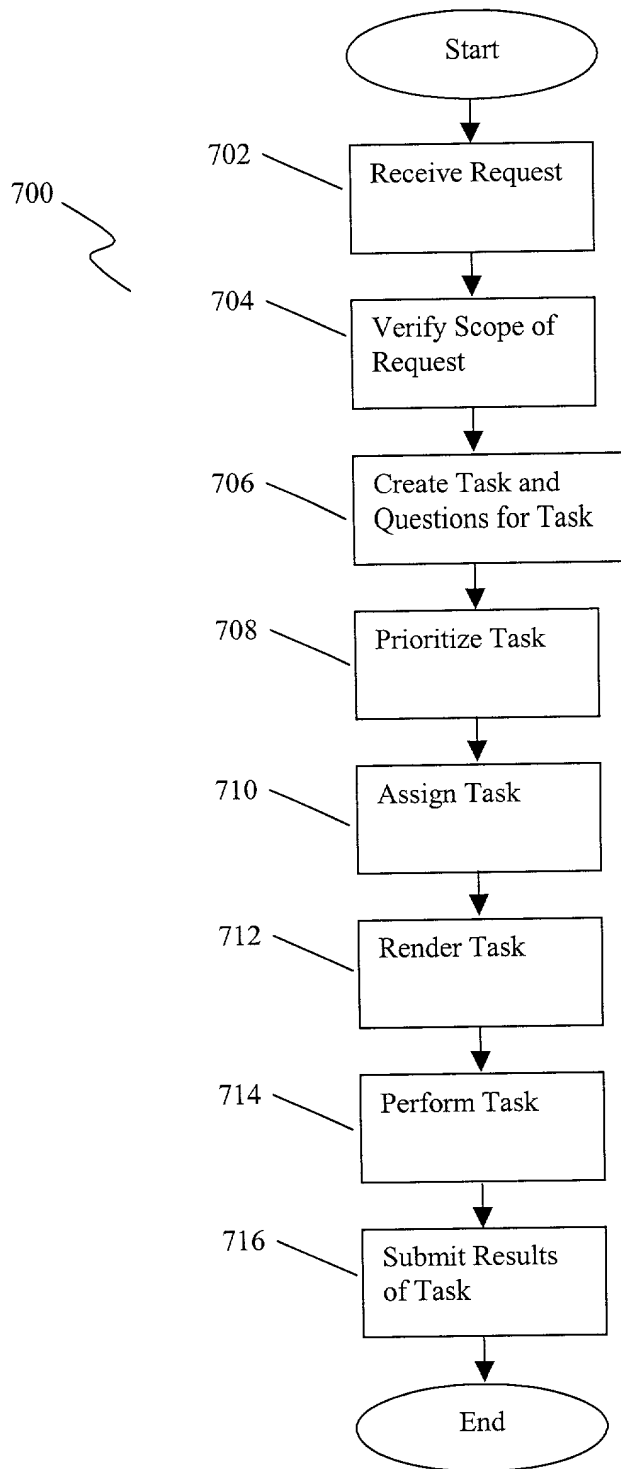 Start
702
Receive Request
700
704
Verify Scope of
Request
706
Create Task and
Questions for Task
708
Prioritize Task
710
Assign Task
712
Render Task
714
Perform Task
716
Submit Results
of Task
End